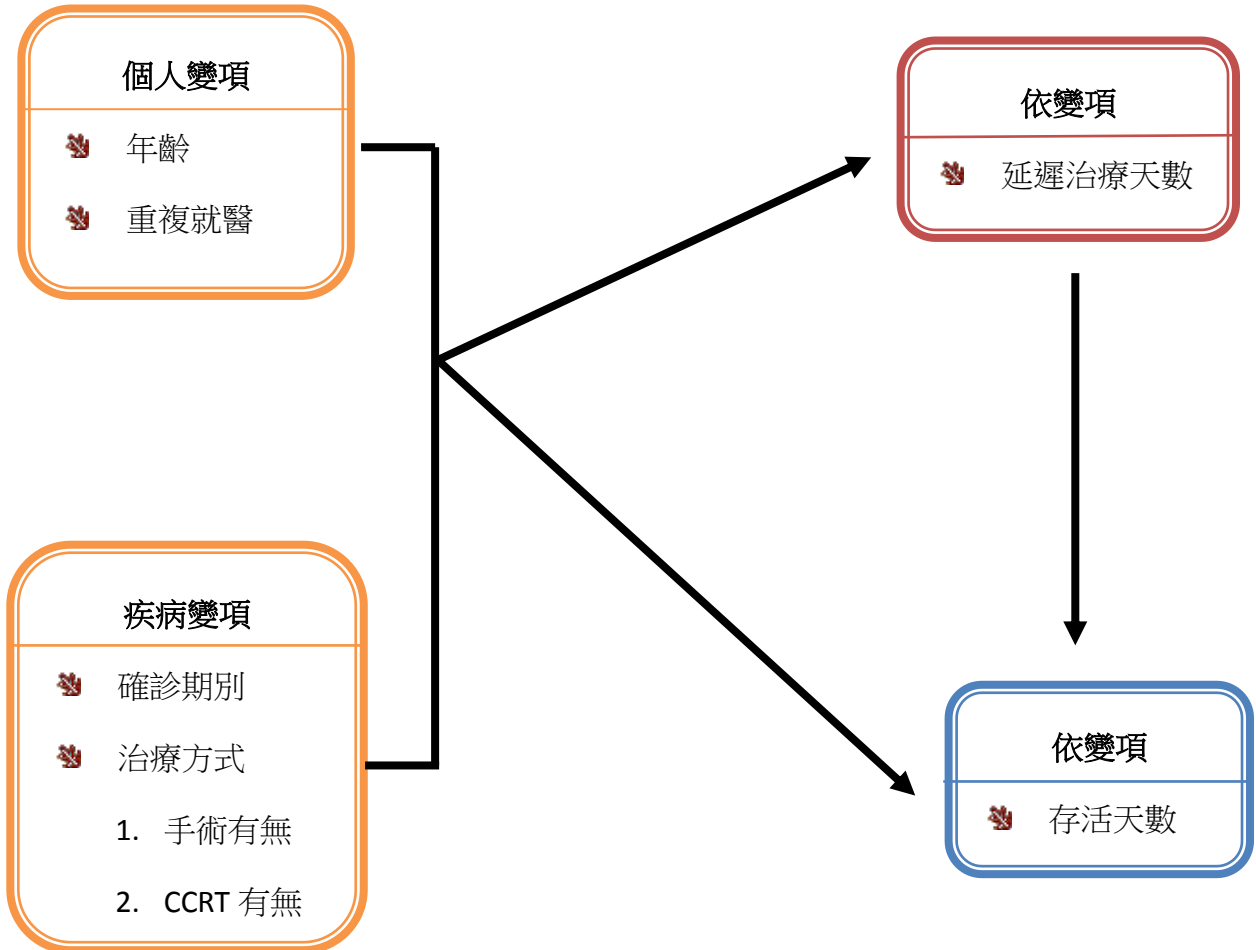 個人變項
年齡
重複就醫
疾病變項
確診期別
治療方式
1. 手術有無
2. CCRT 有無
依變項
延遲治療天數
依變項
存活天數